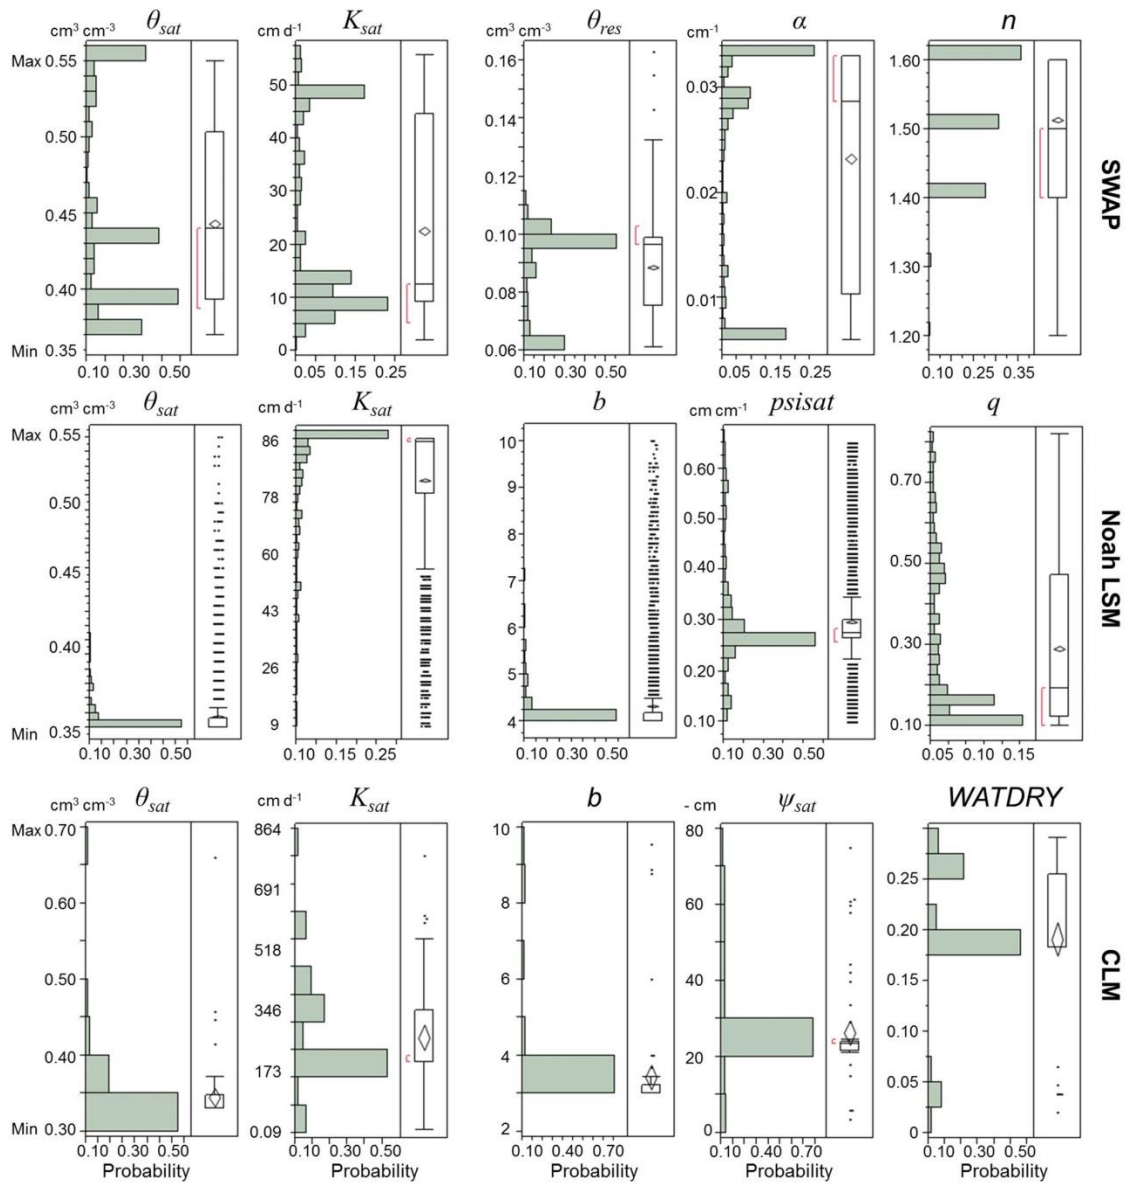 θsat Ksat θres α n
cm³ cm⁻³ cm d⁻¹ cm³ cm⁻³ cm⁻¹
Max 0.55 0.50 0.45 0.40 Min 0.35
0.10 0.30 0.50
50 40 30 20 10 0
0.05 0.15 0.25
0.16 0.14 0.12 0.10 0.08 0.06
0.10 0.30 0.50
0.03 0.02 0.01
0.05 0.15 0.25
1.60 1.50 1.40 1.30 1.20
0.10 0.20 0.35
SWAP
θsat Ksat b psisat q
cm³ cm⁻³ cm d⁻¹ cm cm⁻¹
Max 0.55 0.50 0.45 0.40 Min 0.35
0.10 0.30 0.50
86 78 60 43 26 9
0.10 0.15 0.25
10 9 8 7 6 5 4
0.10 0.30 0.50
0.60 0.50 0.40 0.30 0.20 0.10
0.10 0.30 0.50
0.70 0.50 0.30 0.10
0.05 0.10 0.15
Noah LSM
θsat Ksat b ψsat WATDRY
cm³ cm⁻³ cm d⁻¹ - cm
Max 0.70 0.60 0.50 0.40 Min 0.30
0.10 0.30 0.50
Probability
864 691 518 346 173 0.09
0.10 0.30 0.50
Probability
10 8 6 4 2
0.10 0.40 0.70
Probability
80 60 40 20 0
0.10 0.40 0.70
Probability
0.25 0.20 0.15 0.10 0.05 0
0.10 0.30 0.50
Probability
CLM